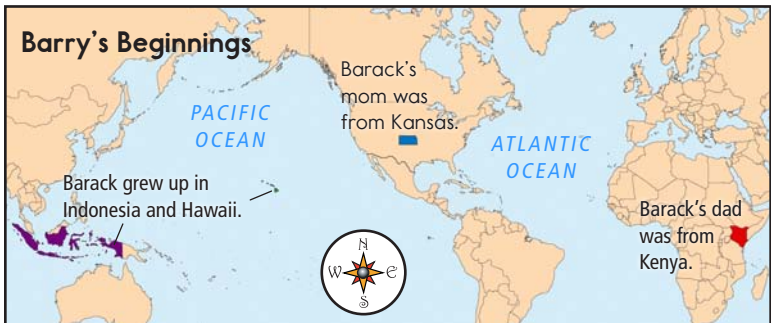 Barry's Beginnings
Barack's
mom was
from Kansas.
PACIFIC
OCEAN
ATLANTIC
OCEAN
Barack grew up in
Indonesia and Hawaii.
Barack's dad
was from
Kenya.
N
W E
S